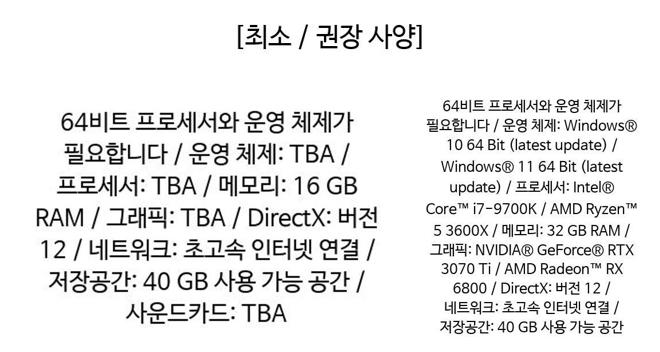 [최소 / 권장 사양]
64비트 프로세서와 운영 체제가
필요합니다 / 운영 체제: TBA /
프로세서: TBA / 메모리: 16 GB
RAM / 그래픽: TBA / DirectX: 버전
12 / 네트워크: 초고속 인터넷 연결 /
저장공간: 40 GB 사용 가능 공간 /
사운드카드: TBA
64비트 프로세서와 운영 체제가
필요합니다 / 운영 체제: Windows®
10 64 Bit (latest update) /
Windows® 11 64 Bit (latest
update) / 프로세서: Intel®
Core™ i7-9700K / AMD Ryzen™
5 3600X / 메모리: 32 GB RAM /
그래픽: NVIDIA® GeForce® RTX
3070 Ti / AMD Radeon™ RX
6800 / DirectX: 버전 12 /
네트워크: 초고속 인터넷 연결 /
저장공간: 40 GB 사용 가능 공간